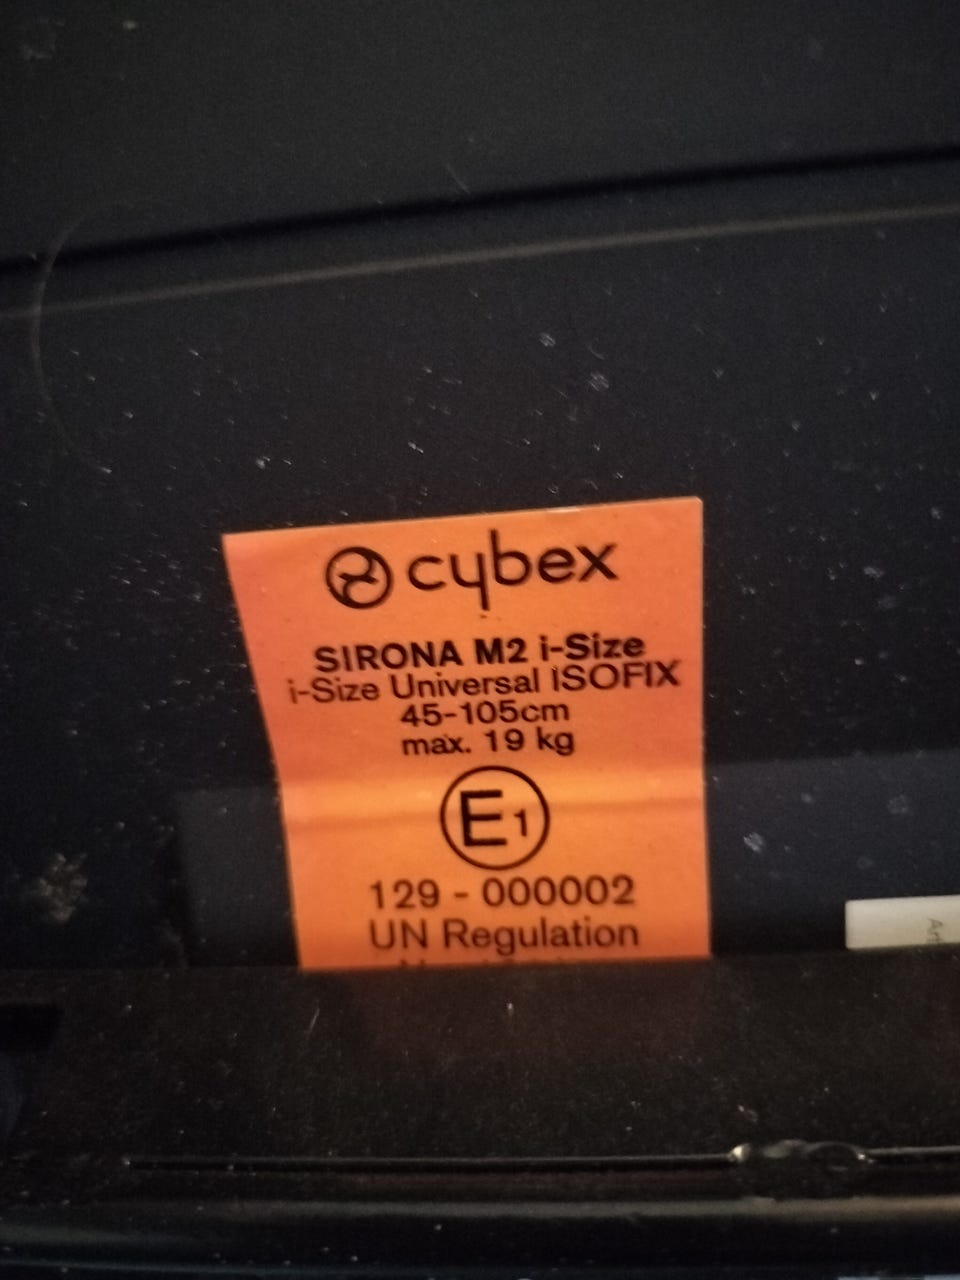 cybex
SIRONA M2 i-Size
i-Size Universal ISOFIX
45-105cm
max. 19 kg
E1
129 - 000002
UN Regulation